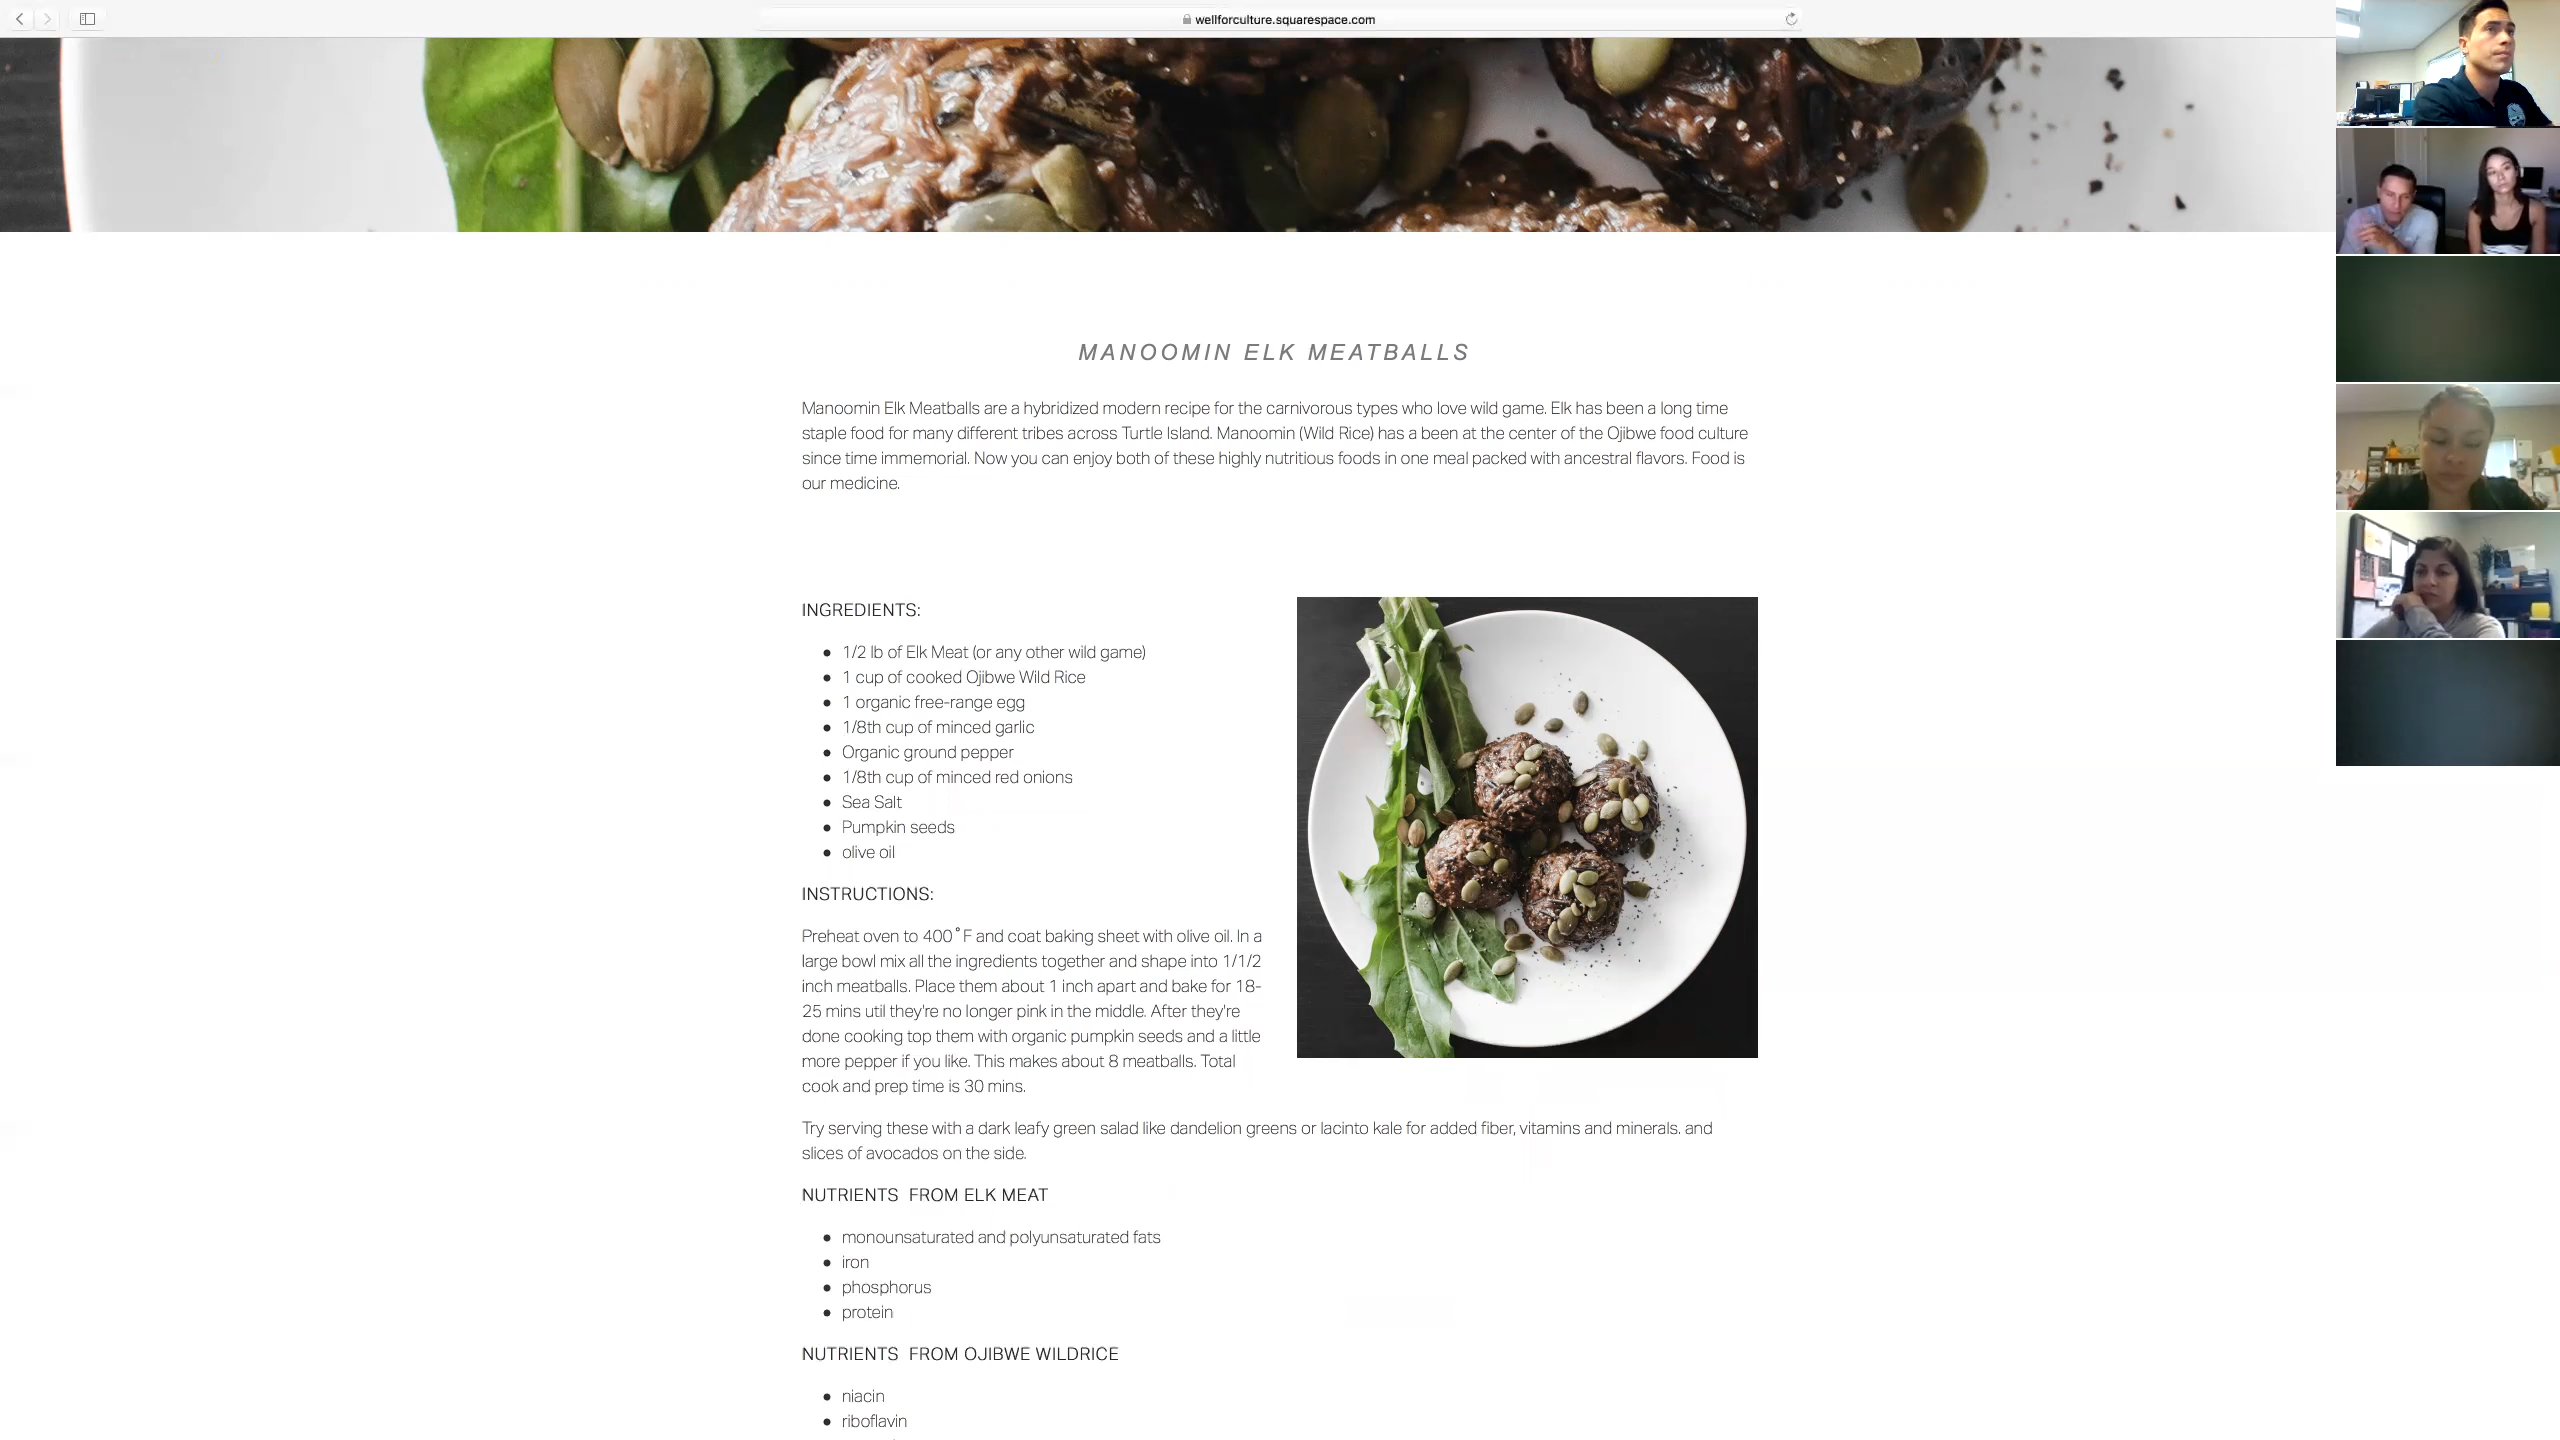 wellforculture.squarespace.com
MANOOMIN ELK MEATBALLS
Manoomin Elk Meatballs are a hybridized modern recipe for the carnivorous types who love wild game. Elk has been a long time
staple food for many different tribes across Turtle Island. Manoomin (Wild Rice) has a been at the center of the Ojibwe food culture
since time immemorial. Now you can enjoy both of these highly nutritious foods in one meal packed with ancestral flavors. Food is
our medicine.
INGREDIENTS:
1/2 lb of Elk Meat (or any other wild game)
1 cup of cooked Ojibwe Wild Rice
1 organic free-range egg
1/8th cup of minced garlic
Organic ground pepper
1/8th cup of minced red onions
Sea Salt
Pumpkin seeds
olive oil
INSTRUCTIONS:
Preheat oven to 400˚F and coat baking sheet with olive oil. In a
large bowl mix all the ingredients together and shape into 1/1/2
inch meatballs. Place them about 1 inch apart and bake for 18-
25 mins util they're no longer pink in the middle. After they're
done cooking top them with organic pumpkin seeds and a little
more pepper if you like. This makes about 8 meatballs. Total
cook and prep time is 30 mins.
Try serving these with a dark leafy green salad like dandelion greens or lacinto kale for added fiber, vitamins and minerals. and
slices of avocados on the side.
NUTRIENTS  FROM ELK MEAT
monounsaturated and polyunsaturated fats
iron
phosphorus
protein
NUTRIENTS  FROM OJIBWE WILDRICE
niacin
riboflavin